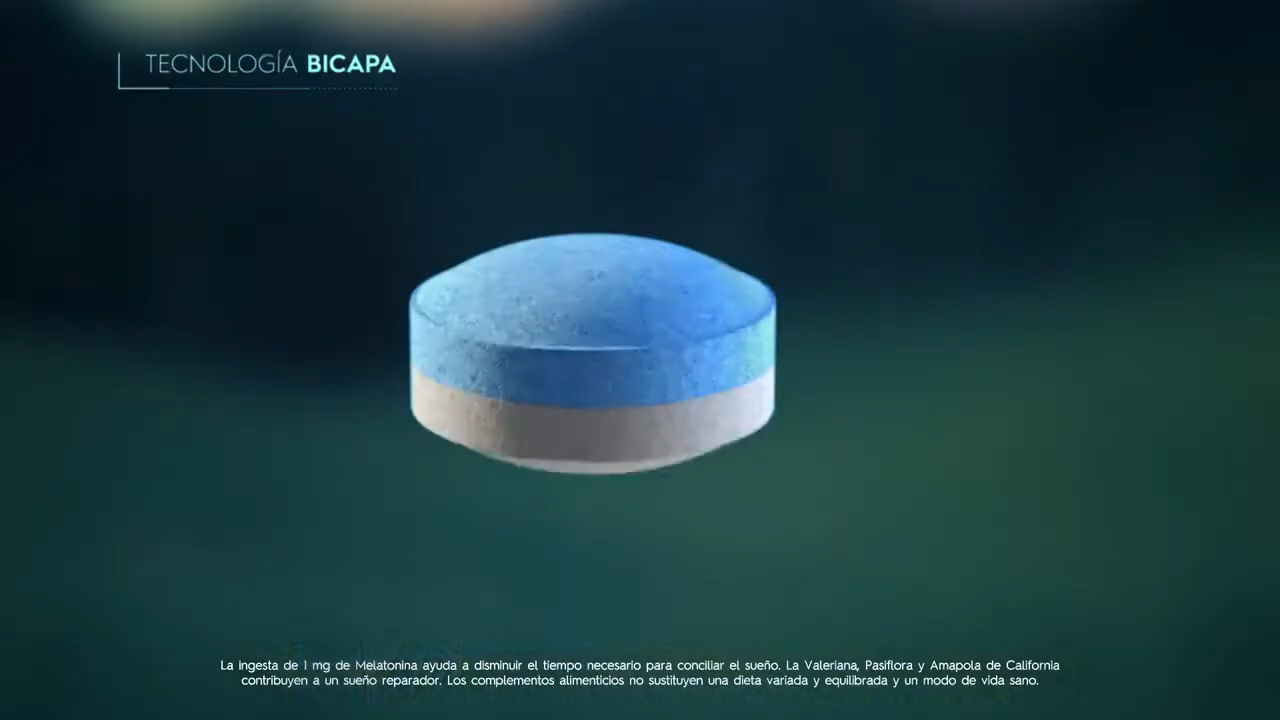 TECNOLOGÍA BICAPA
La ingesta de 1 mg de Melatonina ayuda a disminuir el tiempo necesario para conciliar el sueño. La Valeriana, Pasiflora y Amapola de California
contribuyen a un sueño reparador. Los complementos alimenticios no sustituyen una dieta variada y equilibrada y un modo de vida sano.